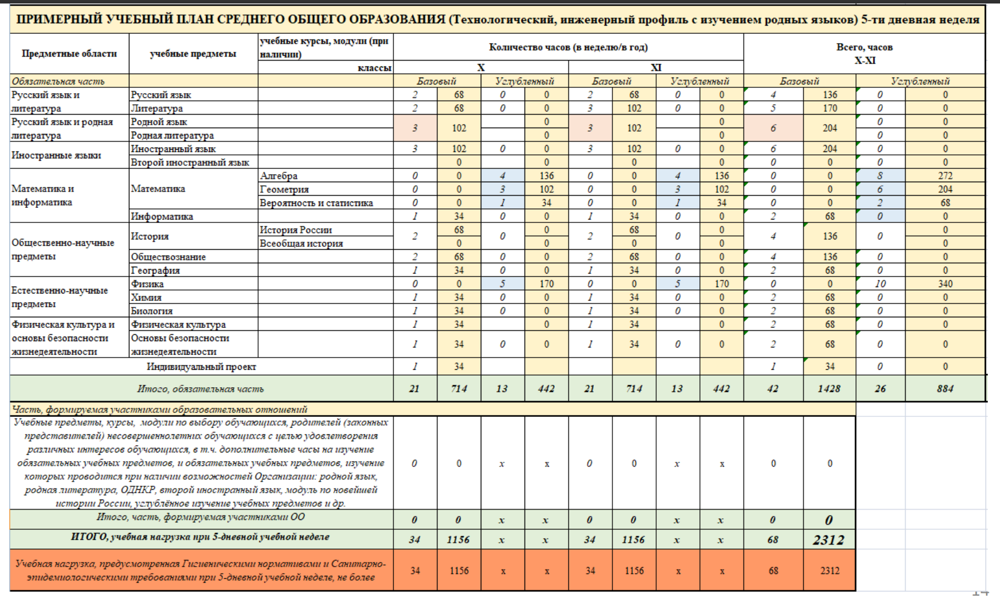 ПРИМЕРНЫЙ УЧЕБНЫЙ ПЛАН СРЕДНЕГО ОБЩЕГО ОБРАЗОВАНИЯ (Технологический, инженерный профиль с изучением родных языков) 5-ти дневная неделя
Предметные области учебные предметы учебные курсы, модули (при наличии) Количество часов (в неделю/в год) Всего, часов X-XI
классы X XI
Обязательная часть Базовый Углубленный Базовый Углубленный Базовый Углубленный
Русский язык и литература Русский язык 2 68 0 0 2 68 0 0 4 136 0 0
Литература 2 68 0 0 3 102 0 0 5 170 0 0
Русский язык и родная литература Родной язык 3 102 0 3 102 0 6 204 0 0
Родная литература 0 0 0 0
Иностранные языки Иностранный язык 3 102 0 0 3 102 0 0 6 204 0 0
Второй иностранный язык 0 0 0 0 0 0 0 0
Математика и информатика Математика Алгебра 0 0 4 136 0 0 4 136 0 0 8 272
Геометрия 0 0 3 102 0 0 3 102 0 0 6 204
Вероятность и статистика 0 0 1 34 0 0 1 34 0 0 2 68
Информатика 1 34 0 0 1 34 0 0 2 68 0 0
Общественно-научные предметы История История России 2 68 0 0 2 68 0 0 4 136 0 0
Всеобщая история 0 0 0 0 0
Обществознание 2 68 0 0 2 68 0 0 4 136 0 0
География 1 34 0 0 1 34 0 0 2 68 0 0
Естественно-научные предметы Физика 0 0 5 170 0 0 5 170 0 0 10 340
Химия 1 34 0 0 1 34 0 0 2 68 0 0
Биология 1 34 0 0 1 34 0 0 2 68 0 0
Физическая культура и основы безопасности жизнедеятельности Физическая культура 1 34 0 1 34 0 2 68 0 0
Основы безопасности жизнедеятельности 1 34 0 0 1 34 0 0 2 68 0 0
Индивидуальный проект 1 34 1 34 0 0
Итого, обязательная часть 21 714 13 442 21 714 13 442 42 1428 26 884
Часть, формируемая участниками образовательных отношений
Учебные предметы, курсы, модули по выбору обучающихся, родителей (законных
представителей) несовершеннолетних обучающихся с целью удовлетворения
различных интересов обучающихся, в т.ч. дополнительные часы на изучение
обязательных учебных предметов, и обязательных учебных предметов, изучение
которых проводится при наличии возможностей Организации: родной язык,
родная литература, ОДНКР, второй иностранный язык, модуль по новейшей
истории России, углублённое изучение учебных предметов и др.
0 0 x x 0 0 x x 0 0
Итого, часть, формируемая участниками ОО 0 0 x x 0 0 x x 0 0
ИТОГО, учебная нагрузка при 5-дневной учебной неделе 34 1156 x x 34 1156 x x 68 2312
Учебная нагрузка, предусмотренная Гигиеническими нормативами и Санитарно-
эпидемиологическими требованиями при 5-дневной учебной неделе, не более
34 1156 x x 34 1156 x x 68 2312
14